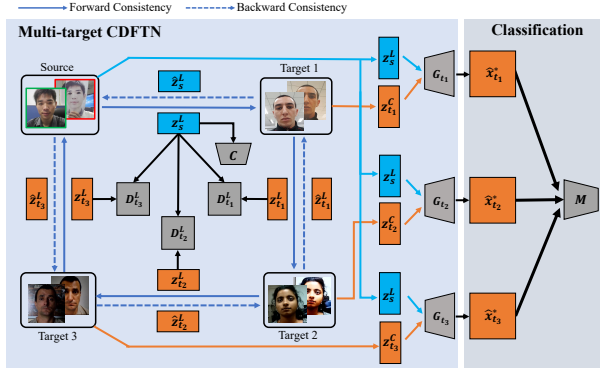 Forward Consistency
Backward Consistency
Multi-target CDFTN
Classification
Source
Target 1
ẑ_s^L
z_s^L
C
z_s^L
z_{t_1}^C
G_{t_1}
x̂_{t_1}^*
ẑ_{t_3}^L
z_{t_3}^L
D_{t_3}^L
D_{t_1}^L
z_{t_1}^L
ẑ_{t_1}^L
D_{t_2}^L
z_s^L
z_{t_2}^C
G_{t_2}
x̂_{t_2}^*
M
z_{t_2}^L
ẑ_{t_2}^L
z_s^L
z_{t_3}^C
G_{t_3}
x̂_{t_3}^*
Target 3
Target 2